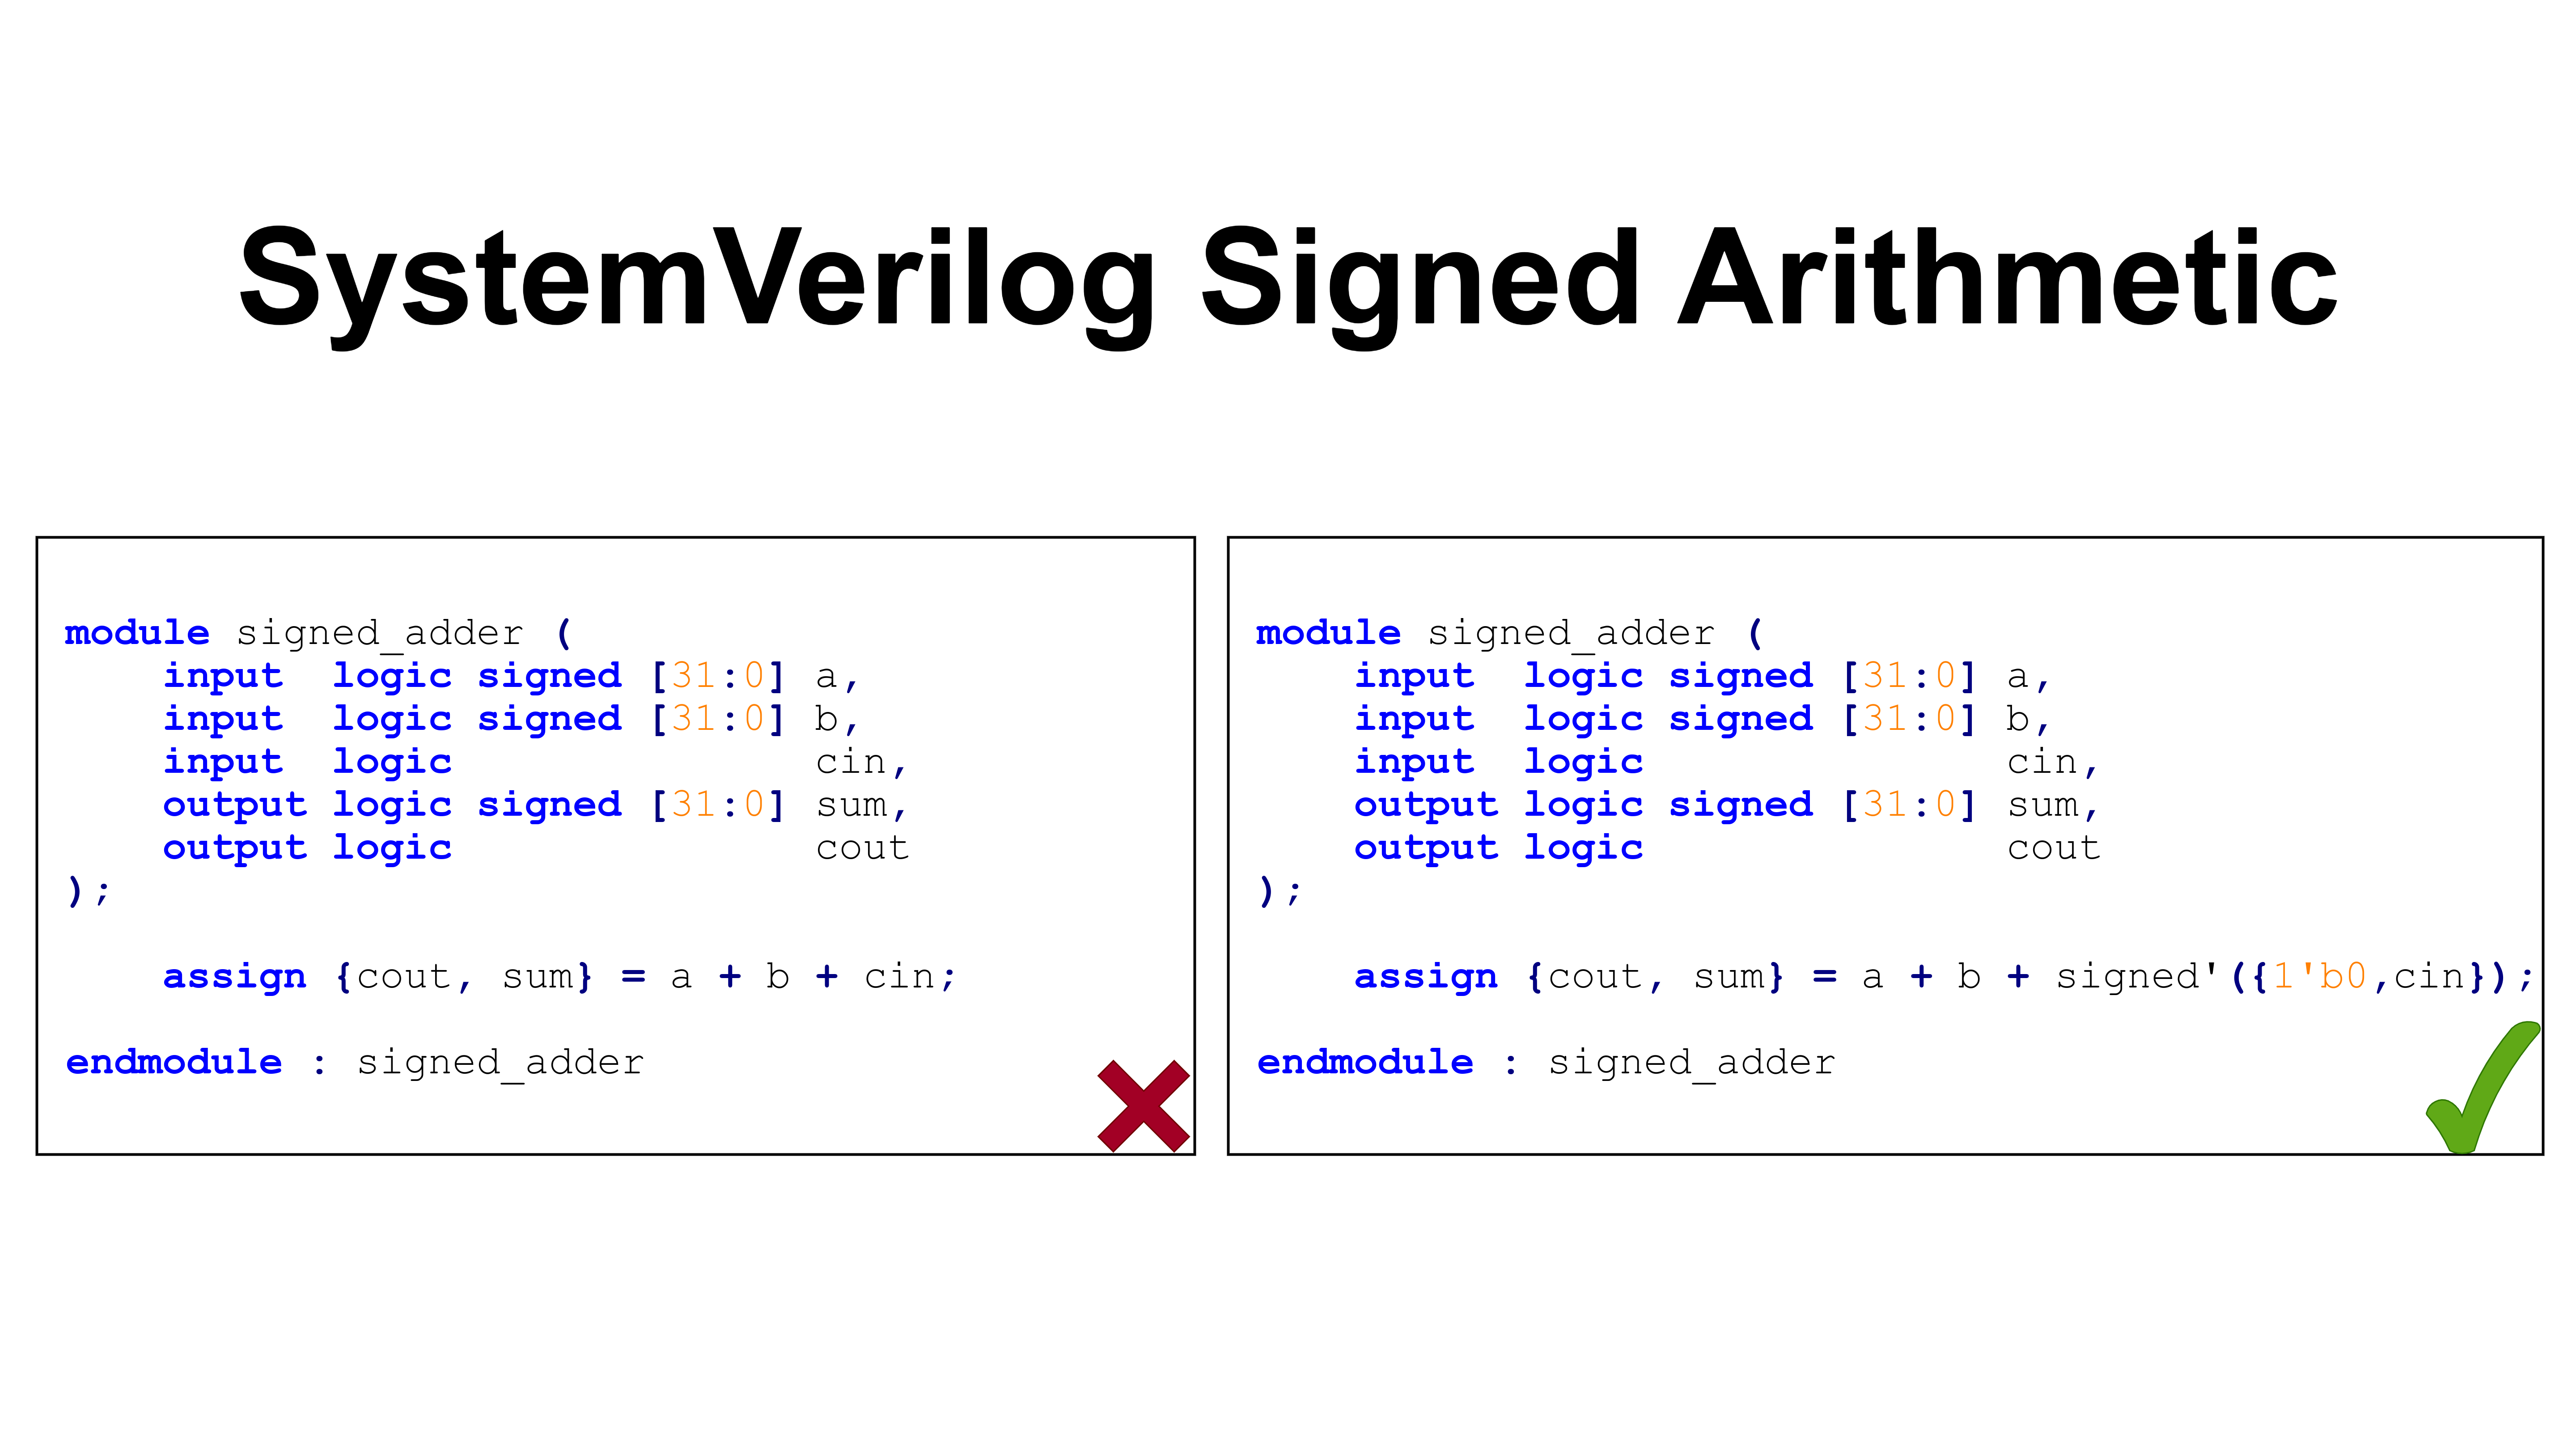 SystemVerilog Signed Arithmetic
module signed_adder (
    input  logic signed [31:0] a,
    input  logic signed [31:0] b,
    input  logic               cin,
    output logic signed [31:0] sum,
    output logic               cout
);
    assign {cout, sum} = a + b + cin;
endmodule : signed_adder
module signed_adder (
    input  logic signed [31:0] a,
    input  logic signed [31:0] b,
    input  logic               cin,
    output logic signed [31:0] sum,
    output logic               cout
);
    assign {cout, sum} = a + b + signed'({1'b0,cin});
endmodule : signed_adder